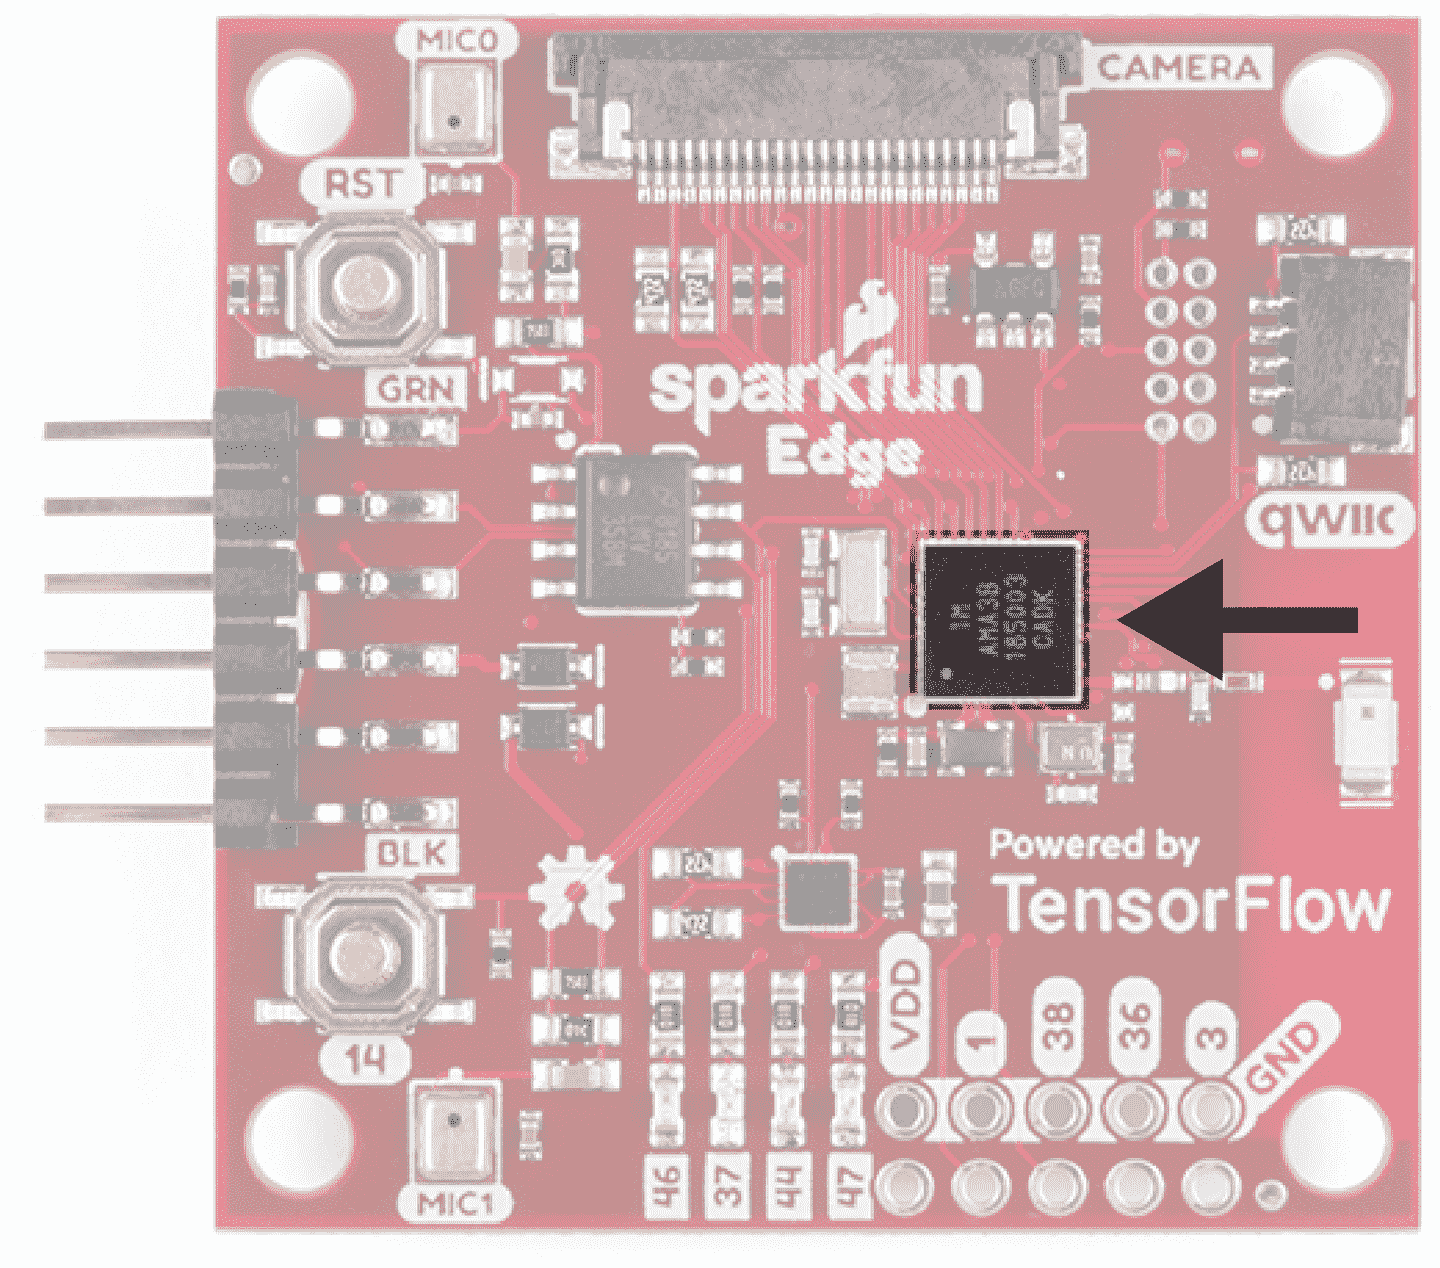 MIC0
CAMERA
RST
GRN
sparkfun
Edge
qwiic
1M
AMA3B
185003
CADK
BLK
Powered by
TensorFlow
14
VDD
1
38
36
3
GND
46
37
44
47
MIC1